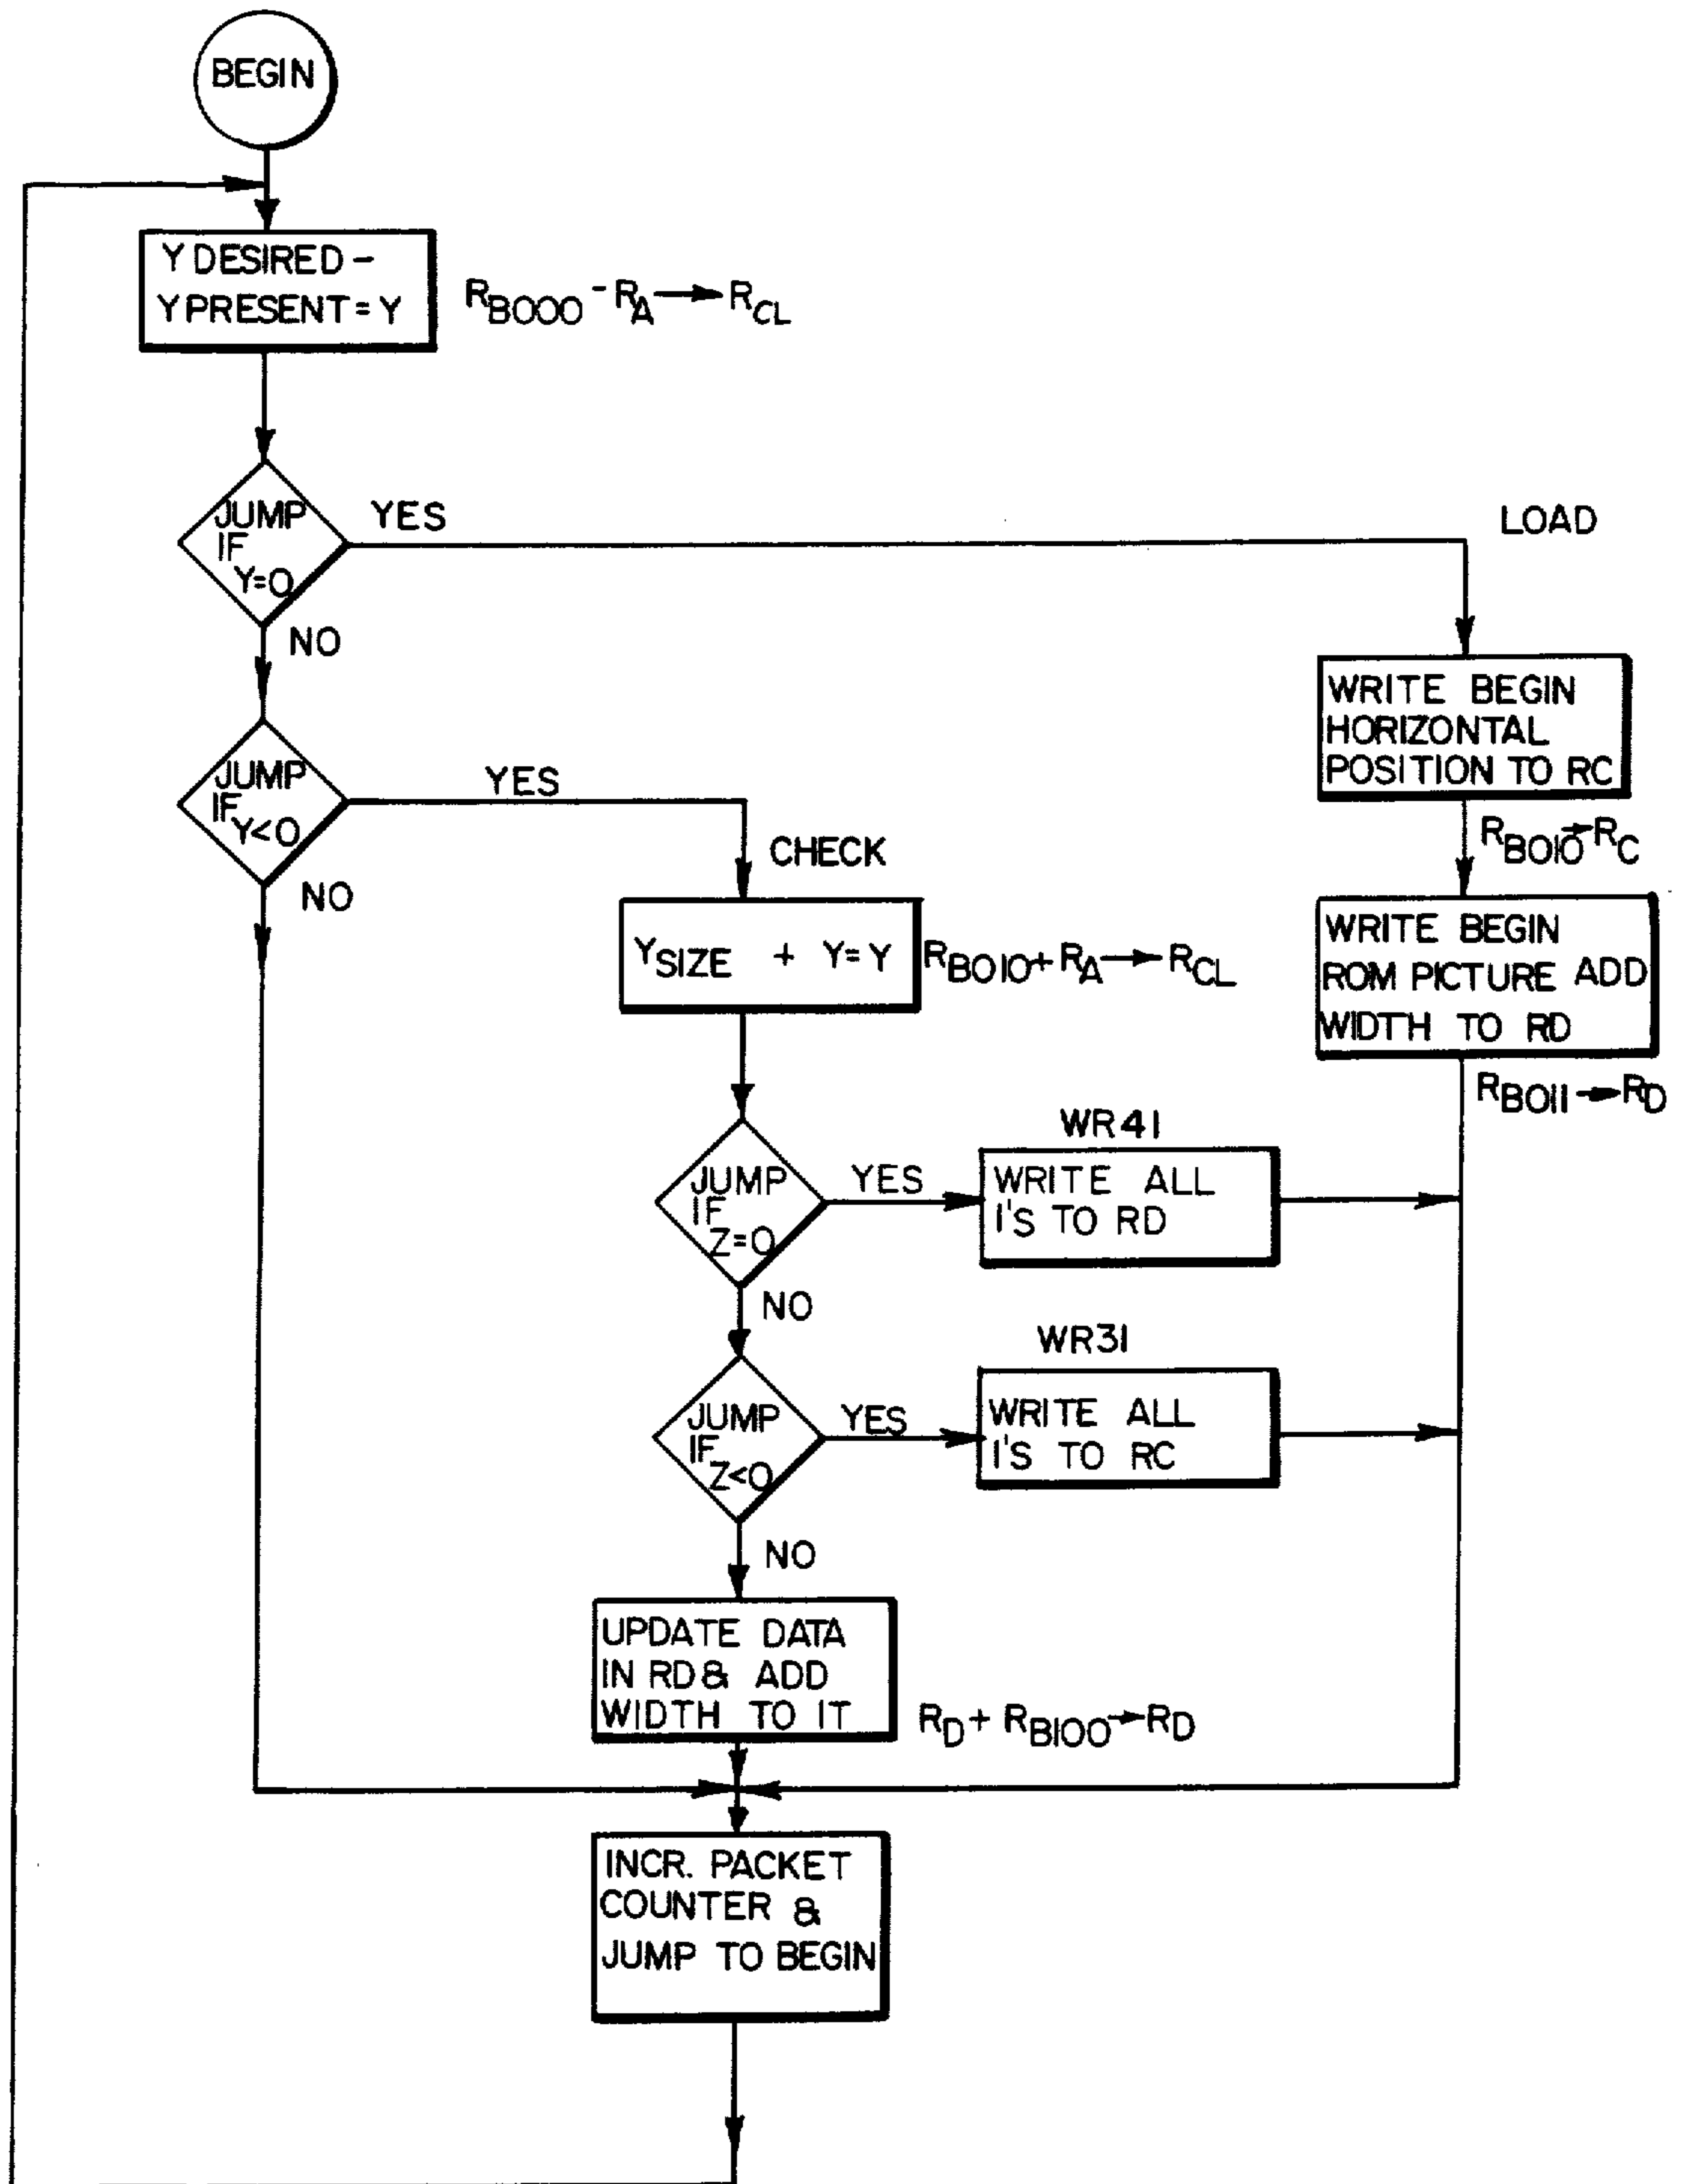 BEGIN
Y DESIRED -
Y PRESENT = Y
RB000 - RA → RCL
JUMP
IF
Y=0
YES
LOAD
NO
WRITE BEGIN
HORIZONTAL
POSITION TO RC
RB010 → RC
JUMP
IF
Y<0
YES
CHECK
NO
YSIZE + Y = Y
RB010 + RA → RCL
WRITE BEGIN
ROM PICTURE ADD
WIDTH TO RD
RB011 → RD
JUMP
IF
Z=0
YES
WR41
WRITE ALL
1'S TO RD
NO
JUMP
IF
Z<0
YES
WR31
WRITE ALL
1'S TO RC
NO
UPDATE DATA
IN RD & ADD
WIDTH TO IT
RD + RB100 → RD
INCR. PACKET
COUNTER &
JUMP TO BEGIN